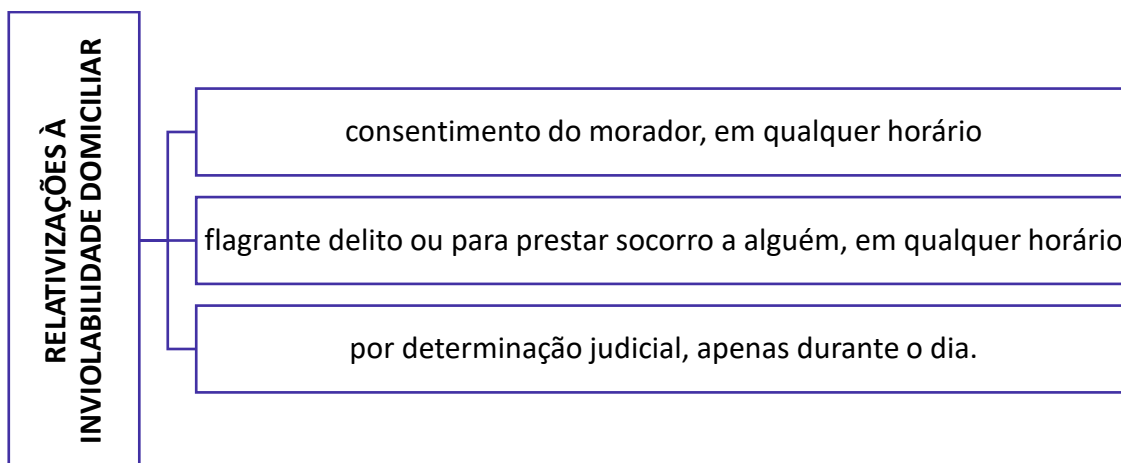 RELATIVIZAÇÕES À
INVIOLABILIDADE DOMICILIAR
consentimento do morador, em qualquer horário
flagrante delito ou para prestar socorro a alguém, em qualquer horário
por determinação judicial, apenas durante o dia.